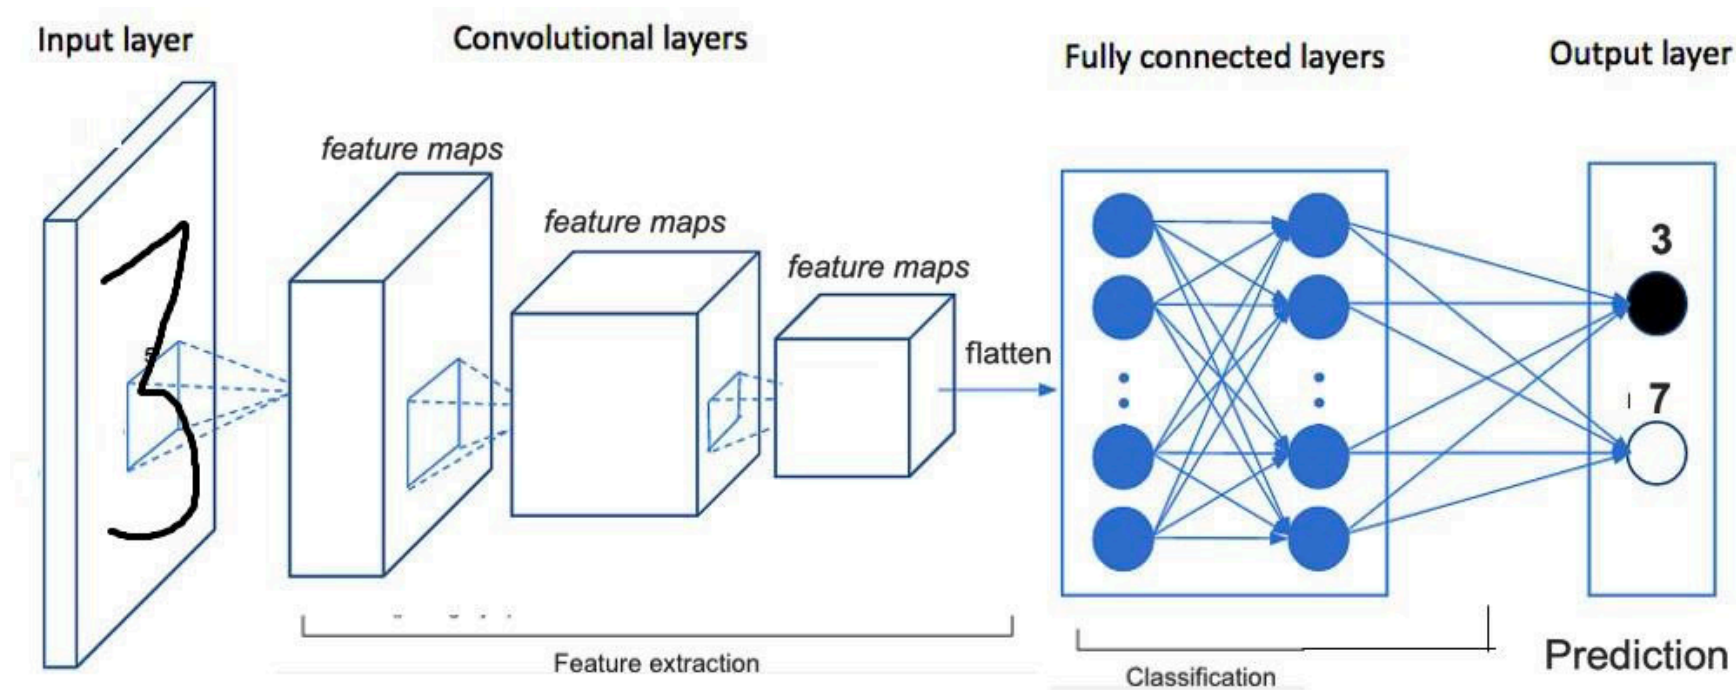 Input layer
Convolutional layers
Fully connected layers
Output layer
feature maps
feature maps
feature maps
flatten
3
3
7
Feature extraction
Classification
Prediction